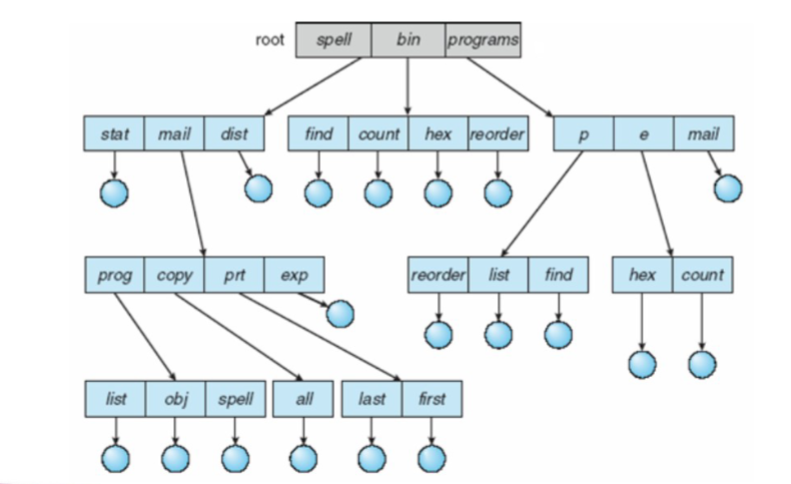 root spell bin programs
stat mail dist find count hex reorder p e mail
prog copy prt exp reorder list find hex count
list obj spell all last first